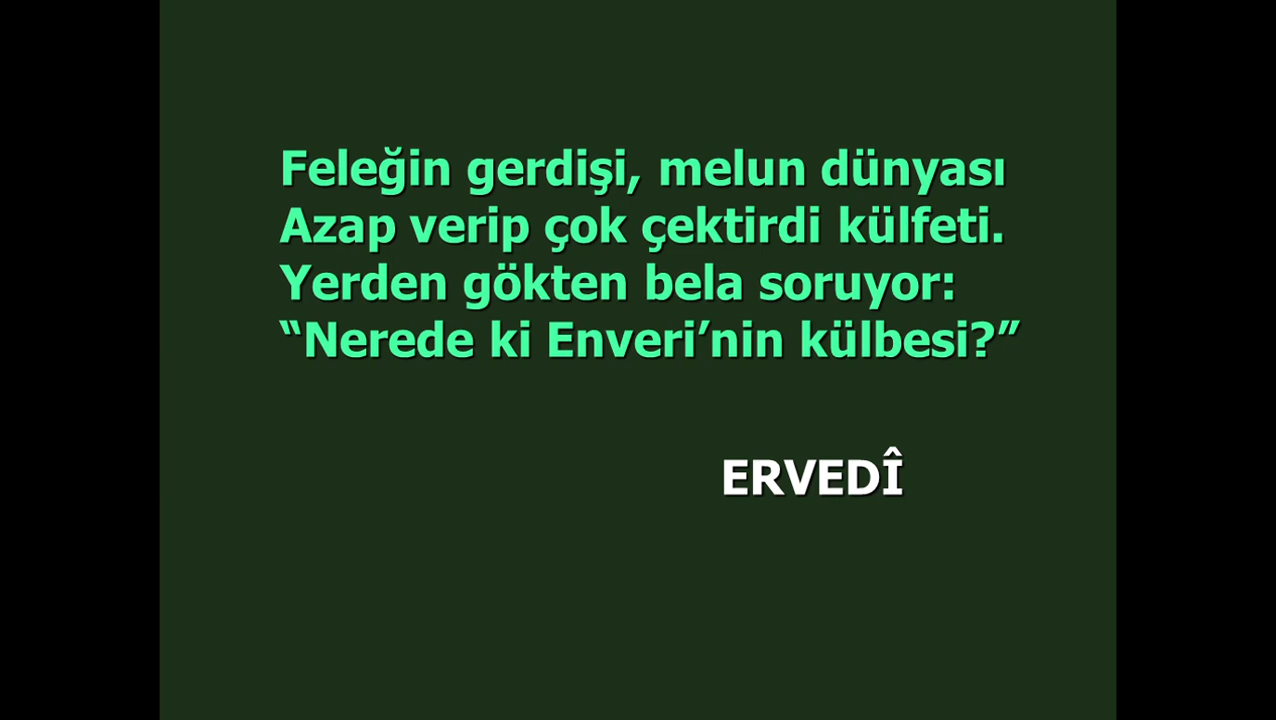 Feleğin gerdişi, melun dünyası
Azap verip çok çektirdi külfeti.
Yerden gökten bela soruyor:
“Nerede ki Enveri’nin külbesi?”
ERVEDÎ